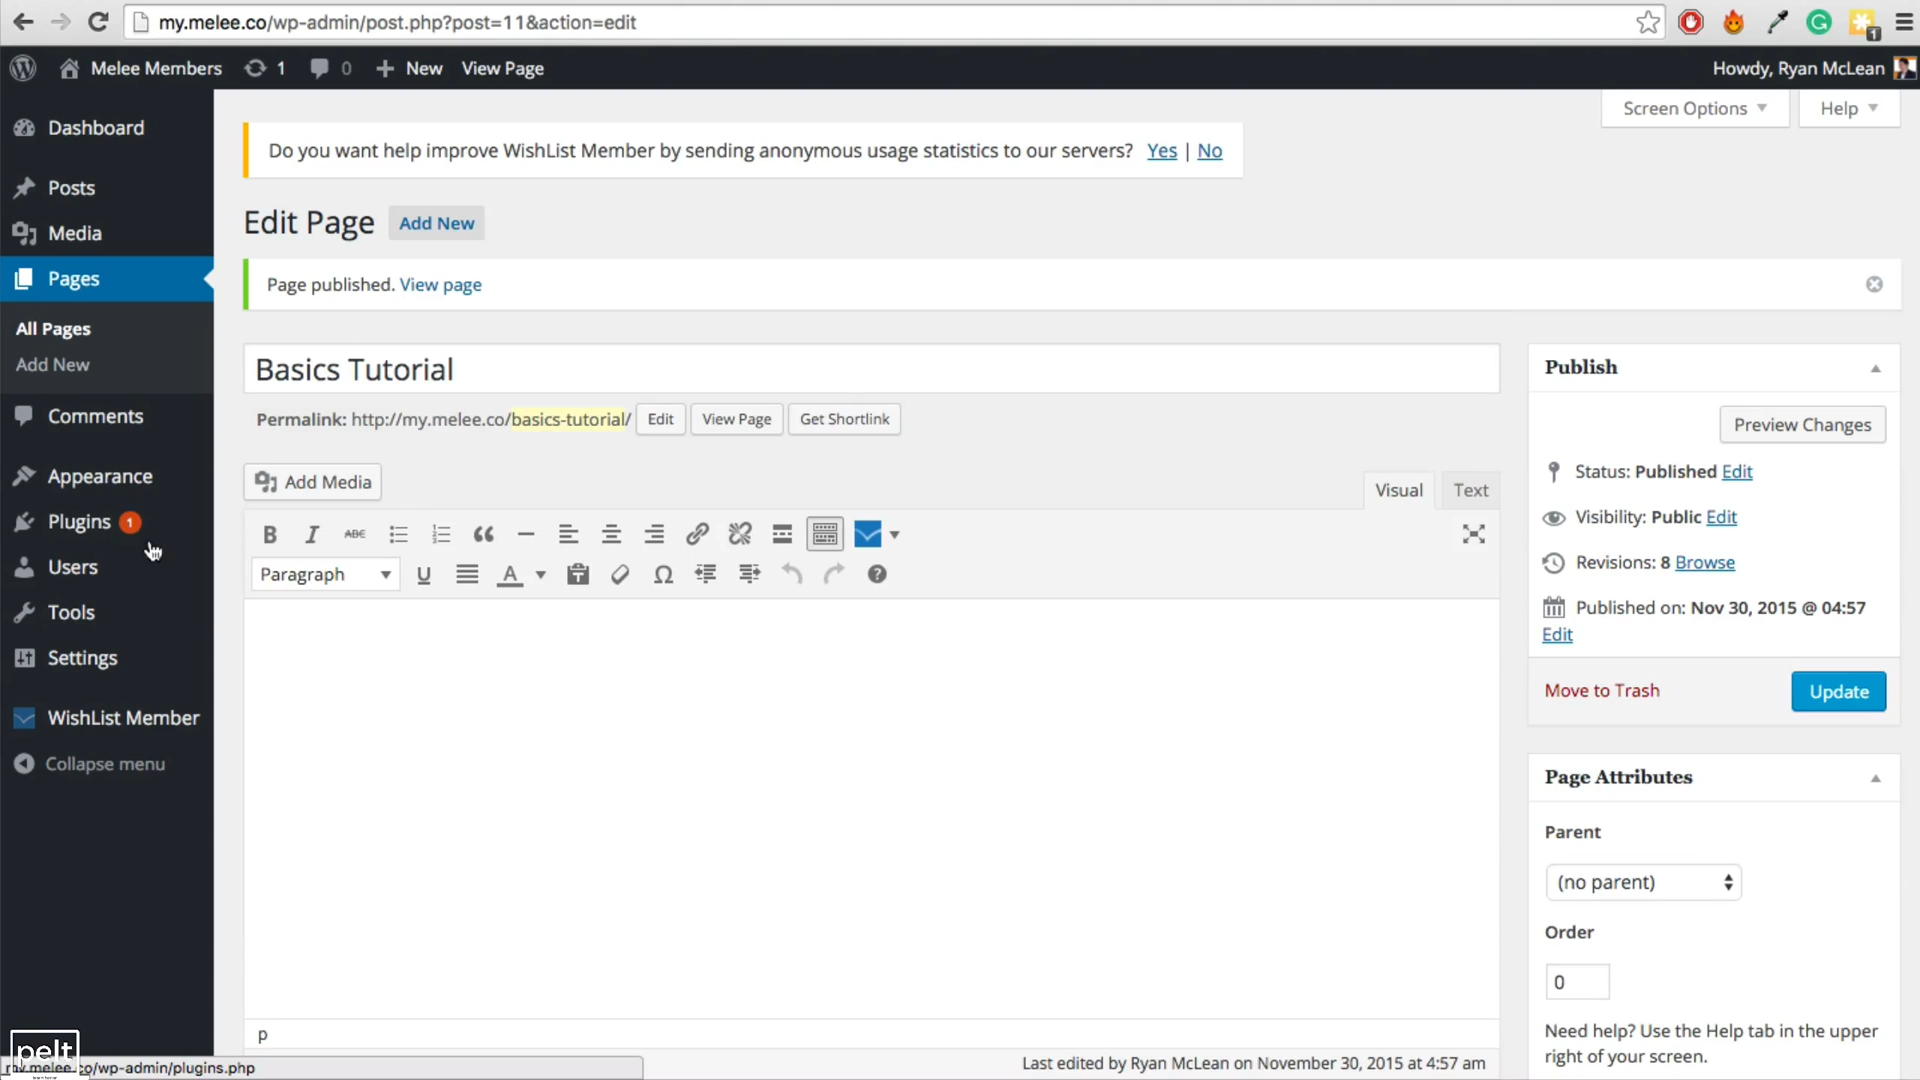 my.melee.co/wp-admin/post.php?post=11&action=edit
1
Melee Members
1
0
New
View Page
Howdy, Ryan McLean
Screen Options
Help
Dashboard
Posts
Media
Pages
All Pages
Add New
Comments
Appearance
Plugins 1
Users
Tools
Settings
WishList Member
Collapse menu
Do you want help improve WishList Member by sending anonymous usage statistics to our servers? Yes | No
Edit Page Add New
Page published. View page
Basics Tutorial
Permalink: http://my.melee.co/basics-tutorial/ Edit View Page Get Shortlink
Add Media
Visual Text
B I ABC
Paragraph U A Ω
p
Last edited by Ryan McLean on November 30, 2015 at 4:57 am
Publish
Preview Changes
Status: Published Edit
Visibility: Public Edit
Revisions: 8 Browse
Published on: Nov 30, 2015 @ 04:57
Edit
Move to Trash
Update
Page Attributes
Parent
(no parent)
Order
0
Need help? Use the Help tab in the upper
right of your screen.
pelt
my.melee.co/wp-admin/plugins.php